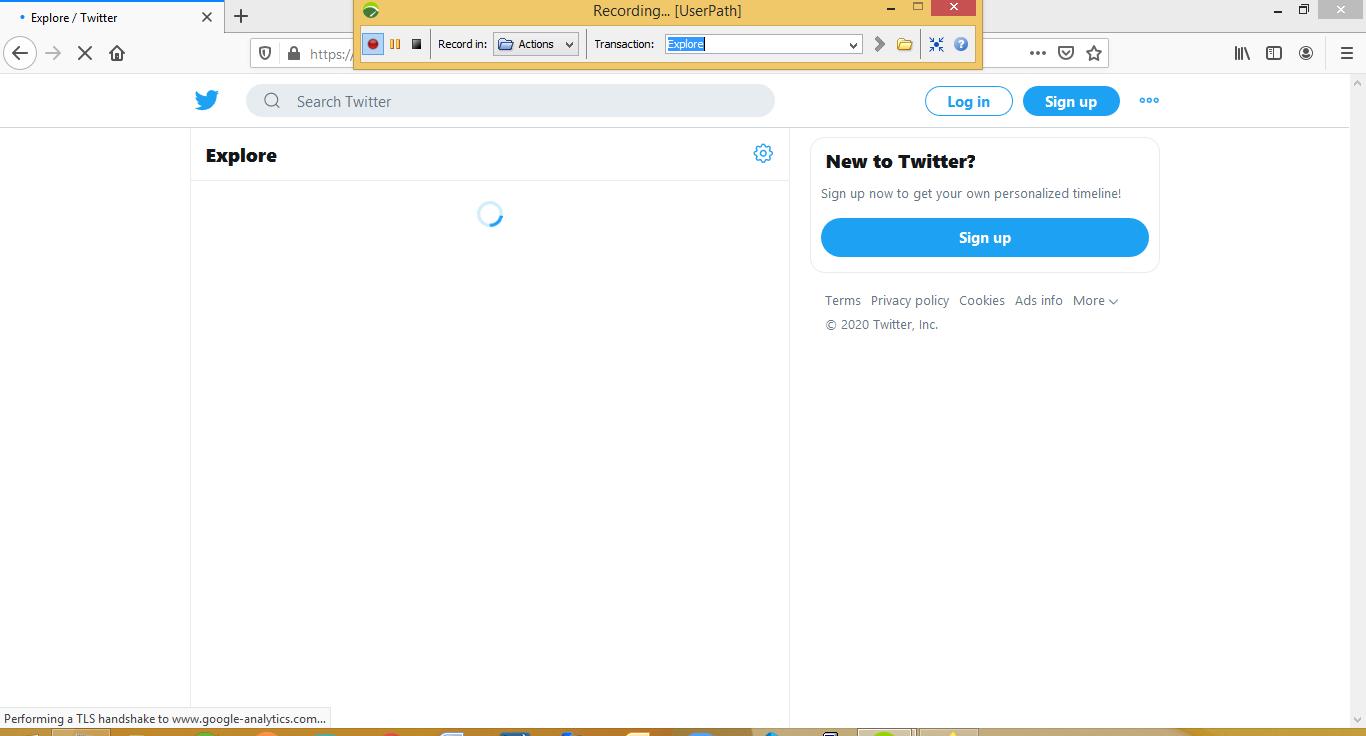 Explore / Twitter
Recording... [UserPath]
Record in: Actions Transaction: Explore
https:/
Search Twitter
Log in
Sign up
Explore
New to Twitter?
Sign up now to get your own personalized timeline!
Sign up
Terms Privacy policy Cookies Ads info More
© 2020 Twitter, Inc.
Performing a TLS handshake to www.google-analytics.com...